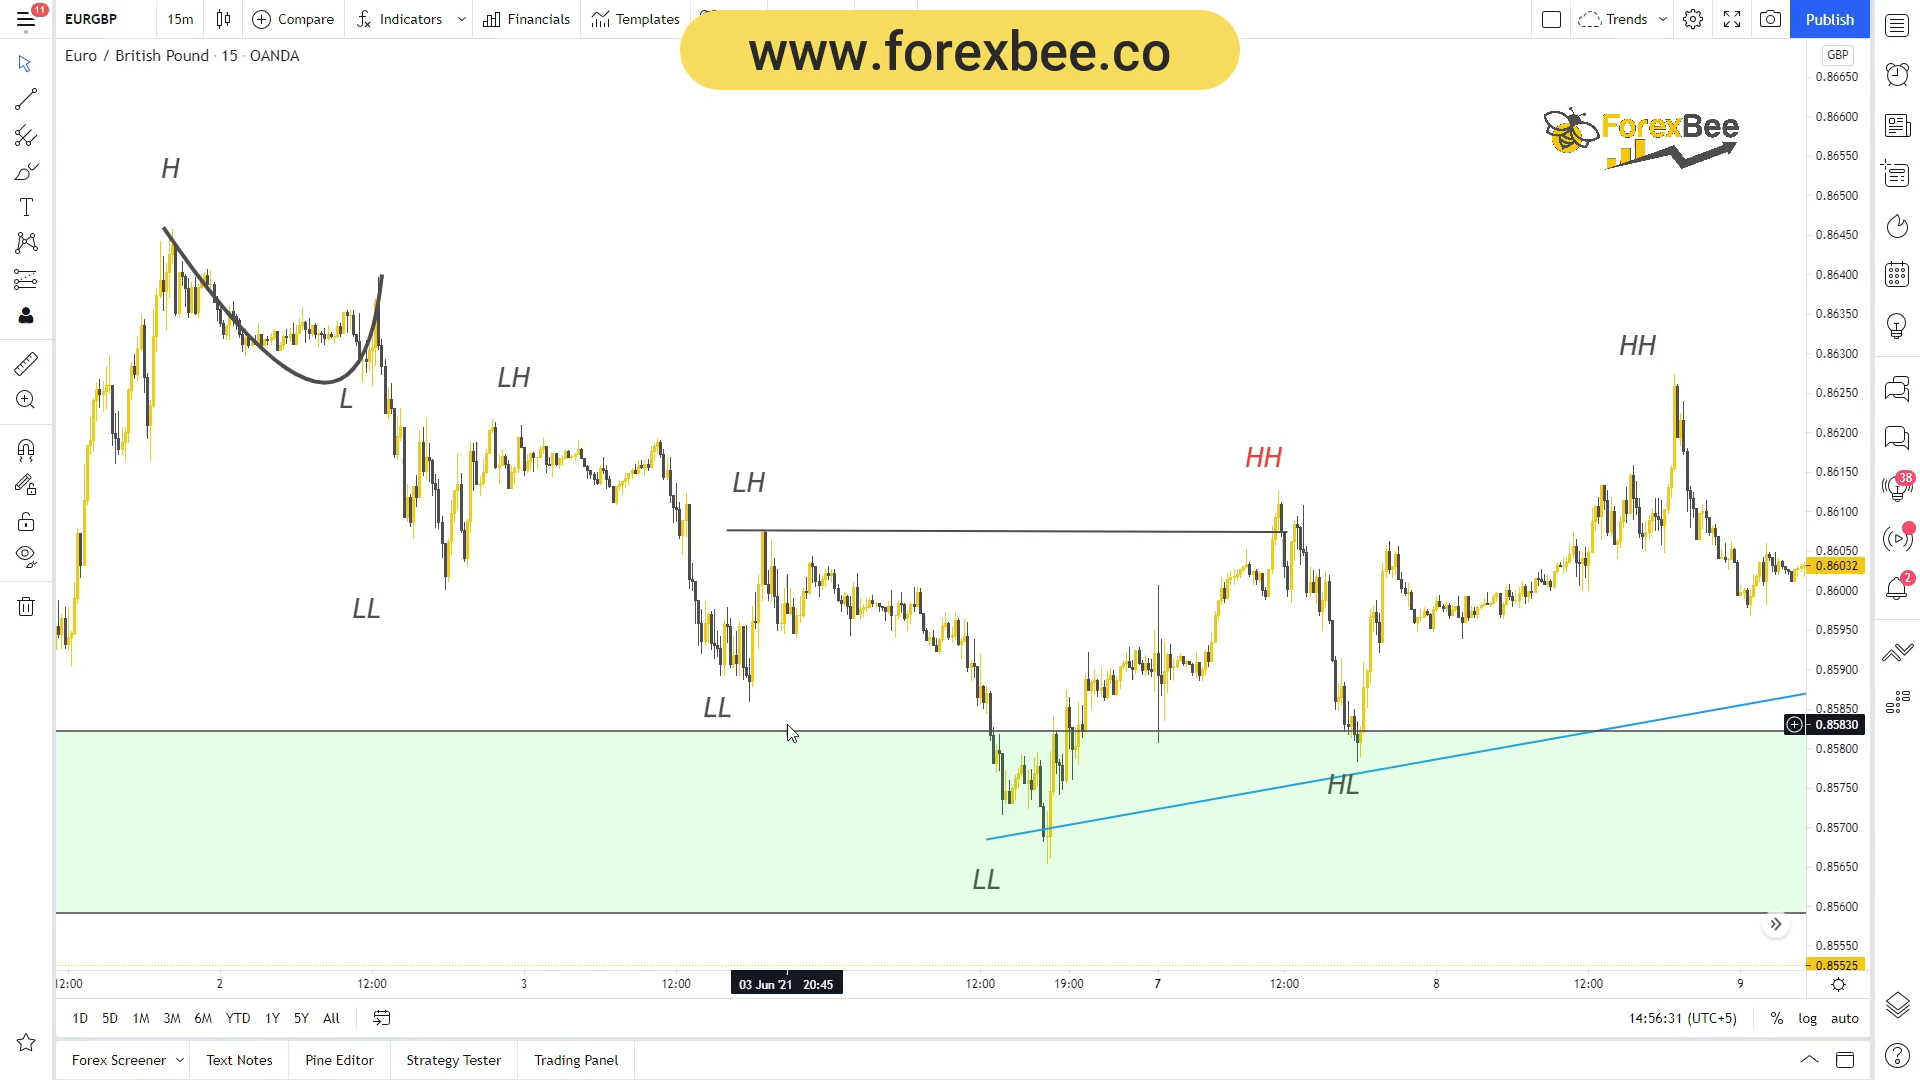 11
EURGBP 15m Compare Indicators Financials Templates www.forexbee.co Trends Publish
Euro / British Pound · 15 · OANDA
GBP
0.86650
0.86600
ForexBee
0.86550
H
0.86500
0.86450
0.86400
0.86350
HH
0.86300
LH
L
0.86250
0.86200
HH
0.86150
LH
38
0.86100
0.86050
0.86032
2
0.86000
LL
0.85950
0.85900
LL
0.85850
0.85830
0.85800
HL
0.85750
0.85700
0.85650
LL
0.85600
0.85550
0.85525
12:00 2 12:00 3 12:00 03 Jun '21 20:45 12:00 19:00 7 12:00 8 12:00 9
1D 5D 1M 3M 6M YTD 1Y 5Y All 14:56:31 (UTC+5) % log auto
Forex Screener Text Notes Pine Editor Strategy Tester Trading Panel